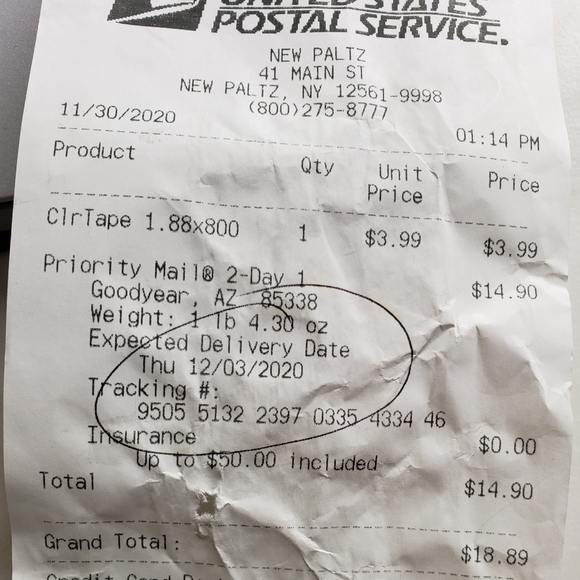 UNITED STATES
POSTAL SERVICE.
NEW PALTZ
41 MAIN ST
NEW PALTZ, NY 12561-9998
(800)275-8777
11/30/2020 01:14 PM
Product Qty Unit Price Price
ClrTape 1.88x800 1 $3.99 $3.99
Priority Mail® 2-Day 1 $14.90
Goodyear, AZ 85338
Weight: 1 lb 4.30 oz
Expected Delivery Date
Thu 12/03/2020
Tracking #:
9505 5132 2397 0335 4334 46
Insurance $0.00
Up to $50.00 included
Total $14.90
Grand Total: $18.89